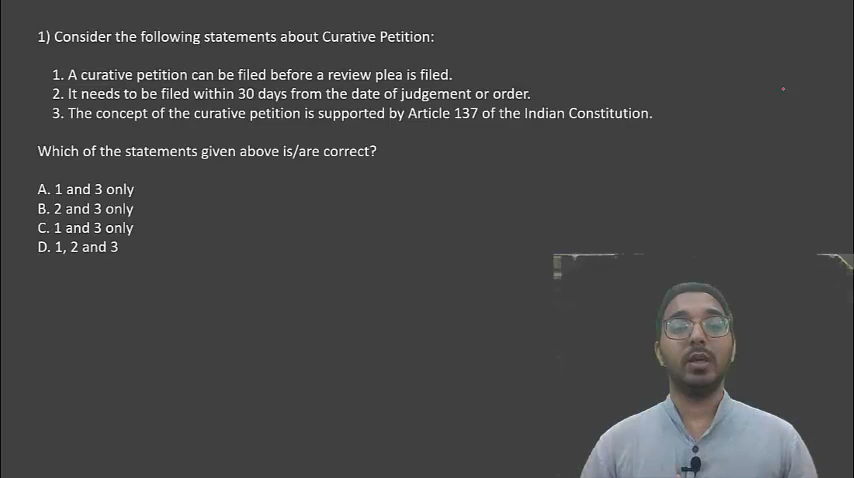 1) Consider the following statements about Curative Petition:
1. A curative petition can be filed before a review plea is filed.
2. It needs to be filed within 30 days from the date of judgement or order.
3. The concept of the curative petition is supported by Article 137 of the Indian Constitution.
Which of the statements given above is/are correct?
A. 1 and 3 only
B. 2 and 3 only
C. 1 and 3 only
D. 1, 2 and 3